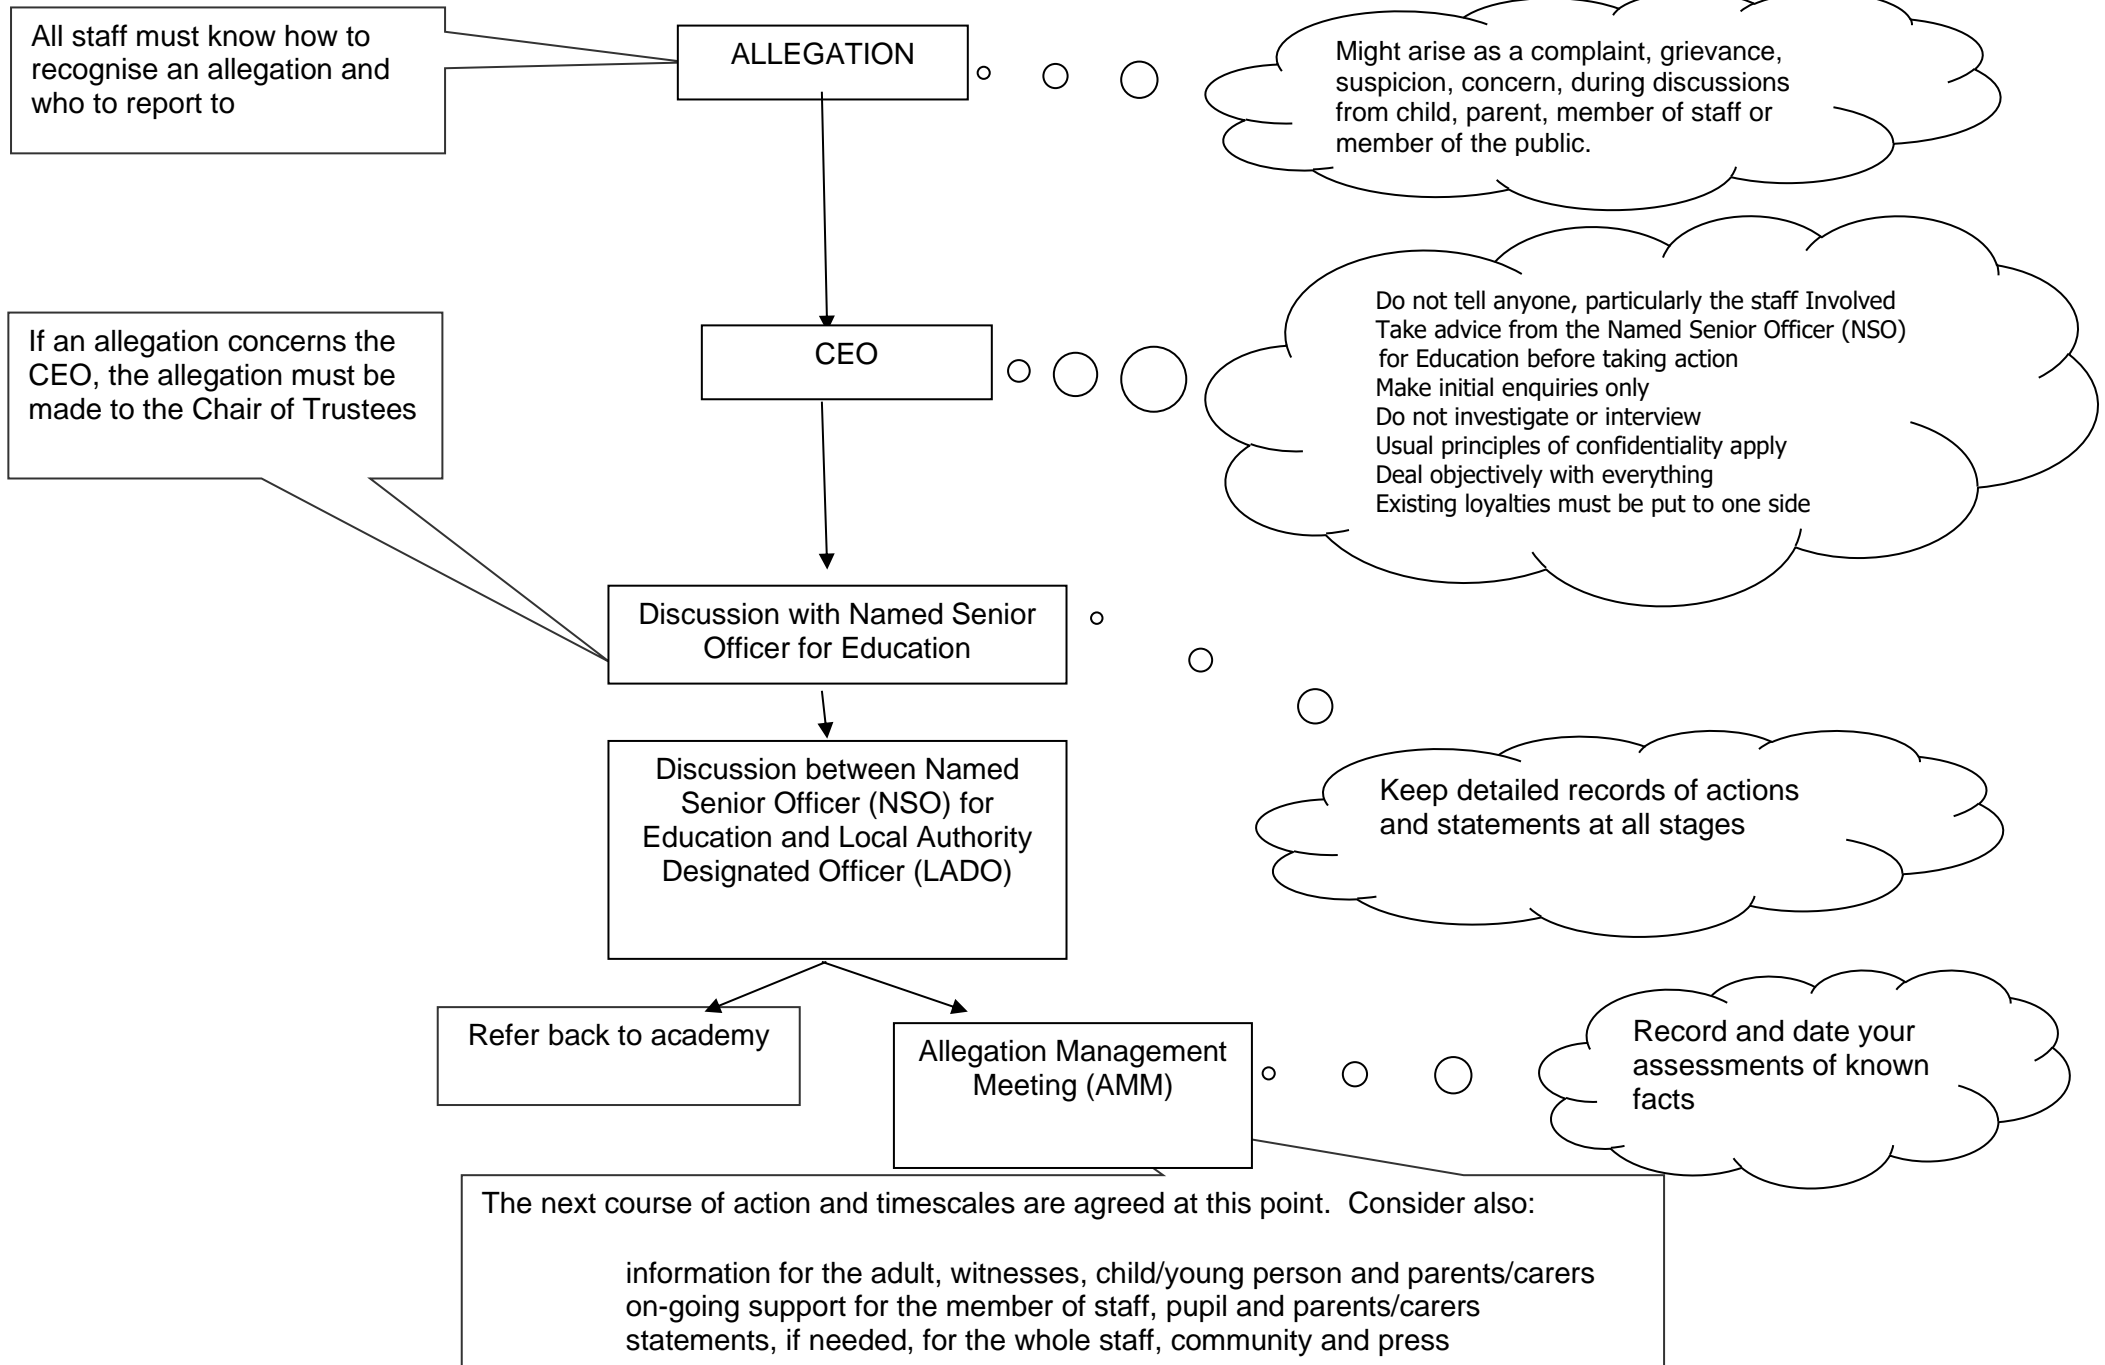 All staff must know how to
recognise an allegation and
who to report to
ALLEGATION
Might arise as a complaint, grievance,
suspicion, concern, during discussions
from child, parent, member of staff or
member of the public.
If an allegation concerns the
CEO, the allegation must be
made to the Chair of Trustees
CEO
Do not tell anyone, particularly the staff Involved
Take advice from the Named Senior Officer (NSO)
for Education before taking action
Make initial enquiries only
Do not investigate or interview
Usual principles of confidentiality apply
Deal objectively with everything
Existing loyalties must be put to one side
Discussion with Named Senior
Officer for Education
Discussion between Named
Senior Officer (NSO) for
Education and Local Authority
Designated Officer (LADO)
Keep detailed records of actions
and statements at all stages
Refer back to academy
Allegation Management
Meeting (AMM)
Record and date your
assessments of known
facts
The next course of action and timescales are agreed at this point.  Consider also:
information for the adult, witnesses, child/young person and parents/carers
on-going support for the member of staff, pupil and parents/carers
statements, if needed, for the whole staff, community and press